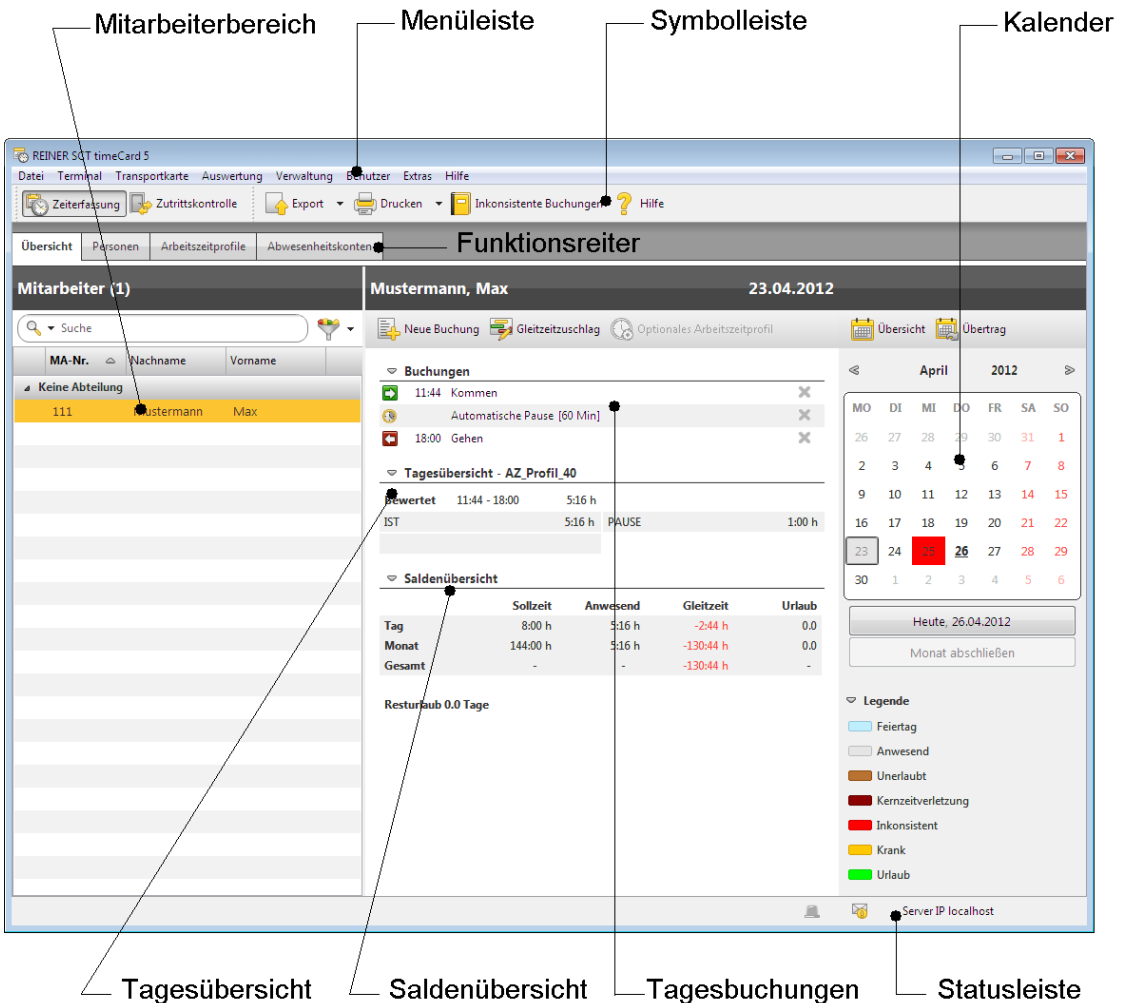 Mitarbeiterbereich Menüleiste Symbolleiste Kalender
REINER SCT timeCard 5
Datei Terminal Transportkarte Auswertung Verwaltung Benutzer Extras Hilfe
Zeiterfassung Zutrittskontrolle Export Drucken Inkonsistente Buchungen Hilfe
Übersicht Personen Arbeitszeitprofile Abwesenheitskonten Funktionsreiter
Mitarbeiter (1)
Suche
MA-Nr. Nachname Vorname
Keine Abteilung
111 Mustermann Max
Mustermann, Max 23.04.2012
Neue Buchung Gleitzeitzuschlag Optionales Arbeitszeitprofil
Buchungen
11:44 Kommen
Automatische Pause [60 Min]
18:00 Gehen
Tagesübersicht - AZ_Profil_40
Bewertet 11:44 - 18:00 5:16 h
IST 5:16 h PAUSE 1:00 h
Saldenübersicht
Sollzeit Anwesend Gleitzeit Urlaub
Tag 8:00 h 5:16 h -2:44 h 0.0
Monat 144:00 h 5:16 h -130:44 h 0.0
Gesamt - - -130:44 h -
Resturlaub 0.0 Tage
Übersicht Übertrag
April 2012
MO DI MI DO FR SA SO
26 27 28 29 30 31 1
2 3 4 5 6 7 8
9 10 11 12 13 14 15
16 17 18 19 20 21 22
23 24 25 26 27 28 29
30 1 2 3 4 5 6
Heute, 26.04.2012
Monat abschließen
Legende
Feiertag
Anwesend
Unerlaubt
Kernzeitverletzung
Inkonsistent
Krank
Urlaub
Server IP localhost
Tagesübersicht Saldenübersicht Tagesbuchungen Statusleiste